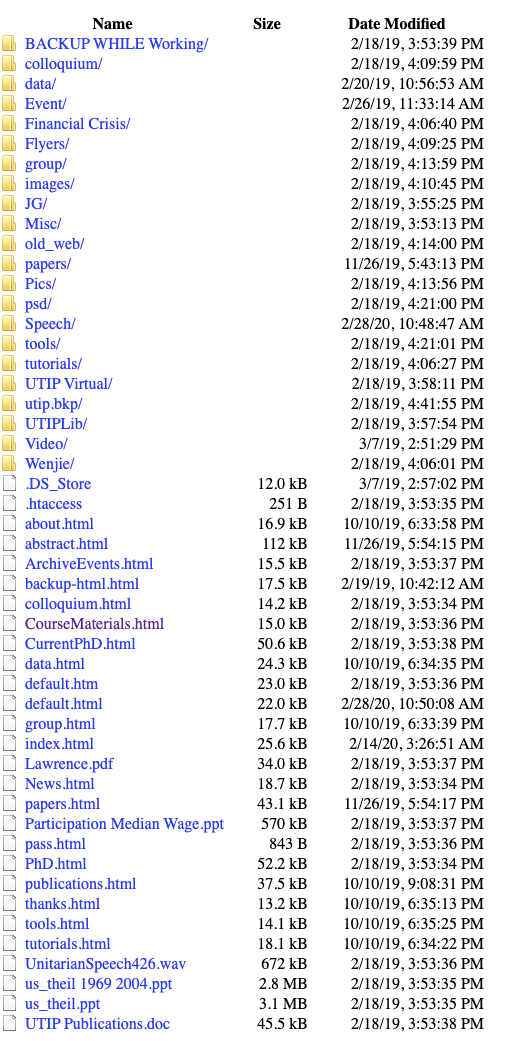 Name Size Date Modified
BACKUP WHILE Working/ 2/18/19, 3:53:39 PM
colloquium/ 2/18/19, 4:09:59 PM
data/ 2/20/19, 10:56:53 AM
Event/ 2/26/19, 11:33:14 AM
Financial Crisis/ 2/18/19, 4:06:40 PM
Flyers/ 2/18/19, 4:09:25 PM
group/ 2/18/19, 4:13:59 PM
images/ 2/18/19, 4:10:45 PM
JG/ 2/18/19, 3:55:25 PM
Misc/ 2/18/19, 3:53:13 PM
old_web/ 2/18/19, 4:14:00 PM
papers/ 11/26/19, 5:43:13 PM
Pics/ 2/18/19, 4:13:56 PM
psd/ 2/18/19, 4:21:00 PM
Speech/ 2/28/20, 10:48:47 AM
tools/ 2/18/19, 4:21:01 PM
tutorials/ 2/18/19, 4:06:27 PM
UTIP Virtual/ 2/18/19, 3:58:11 PM
utip.bkp/ 2/18/19, 4:41:55 PM
UTIPLib/ 2/18/19, 3:57:54 PM
Video/ 3/7/19, 2:51:29 PM
Wenjie/ 2/18/19, 4:06:01 PM
.DS_Store 12.0 kB 3/7/19, 2:57:02 PM
.htaccess 251 B 2/18/19, 3:53:35 PM
about.html 16.9 kB 10/10/19, 6:33:58 PM
abstract.html 112 kB 11/26/19, 5:54:15 PM
ArchiveEvents.html 15.5 kB 2/18/19, 3:53:37 PM
backup-html.html 17.5 kB 2/19/19, 10:42:12 AM
colloquium.html 14.2 kB 2/18/19, 3:53:34 PM
CourseMaterials.html 15.0 kB 2/18/19, 3:53:36 PM
CurrentPhD.html 50.6 kB 2/18/19, 3:53:38 PM
data.html 24.3 kB 10/10/19, 6:34:35 PM
default.htm 23.0 kB 2/18/19, 3:53:36 PM
default.html 22.0 kB 2/28/20, 10:50:08 AM
group.html 17.7 kB 10/10/19, 6:33:39 PM
index.html 25.6 kB 2/14/20, 3:26:51 AM
Lawrence.pdf 34.0 kB 2/18/19, 3:53:37 PM
News.html 18.7 kB 2/18/19, 3:53:34 PM
papers.html 43.1 kB 11/26/19, 5:54:17 PM
Participation Median Wage.ppt 570 kB 2/18/19, 3:53:37 PM
pass.html 843 B 2/18/19, 3:53:36 PM
PhD.html 52.2 kB 2/18/19, 3:53:34 PM
publications.html 37.5 kB 10/10/19, 9:08:31 PM
thanks.html 13.2 kB 10/10/19, 6:35:13 PM
tools.html 14.1 kB 10/10/19, 6:35:25 PM
tutorials.html 18.1 kB 10/10/19, 6:34:22 PM
UnitarianSpeech426.wav 672 kB 2/18/19, 3:53:36 PM
us_theil 1969 2004.ppt 2.8 MB 2/18/19, 3:53:35 PM
us_theil.ppt 3.1 MB 2/18/19, 3:53:35 PM
UTIP Publications.doc 45.5 kB 2/18/19, 3:53:38 PM